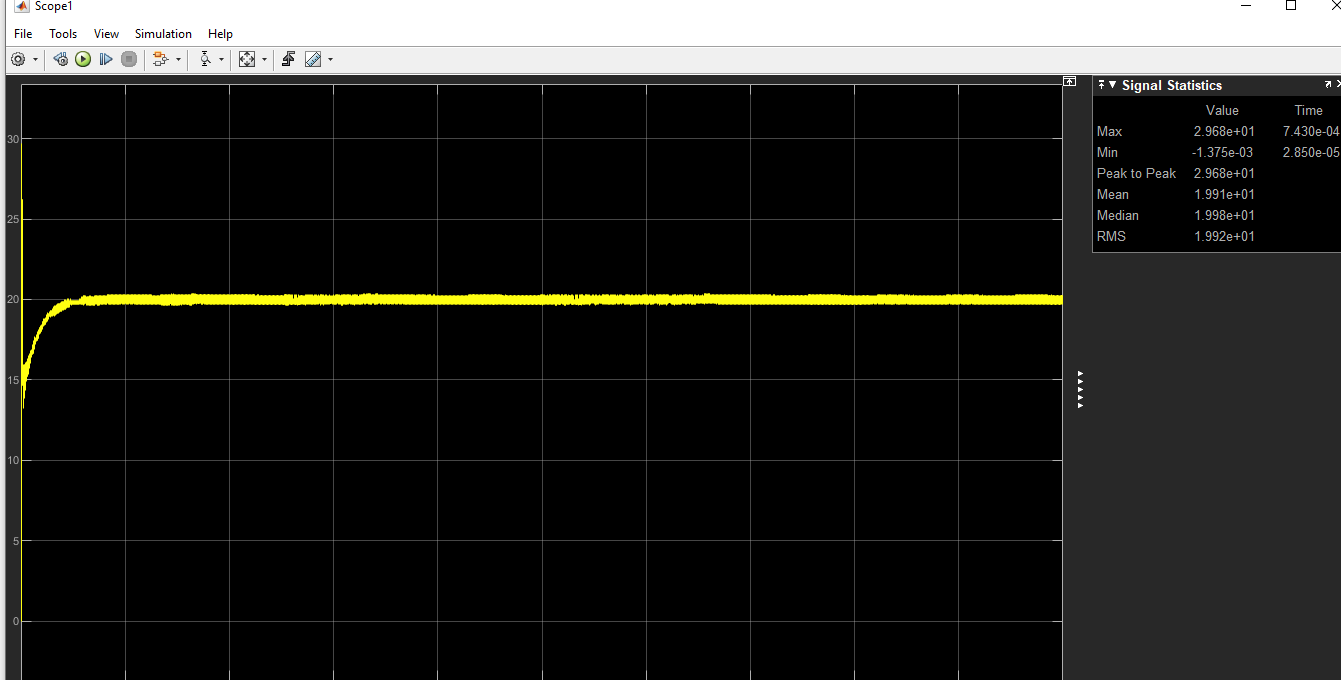 Scope1
File Tools View Simulation Help
Signal Statistics
Value Time
Max 2.968e+01 7.430e-04
Min -1.375e-03 2.850e-05
Peak to Peak 2.968e+01
Mean 1.991e+01
Median 1.998e+01
RMS 1.992e+01
30
25
20
15
10
5
0